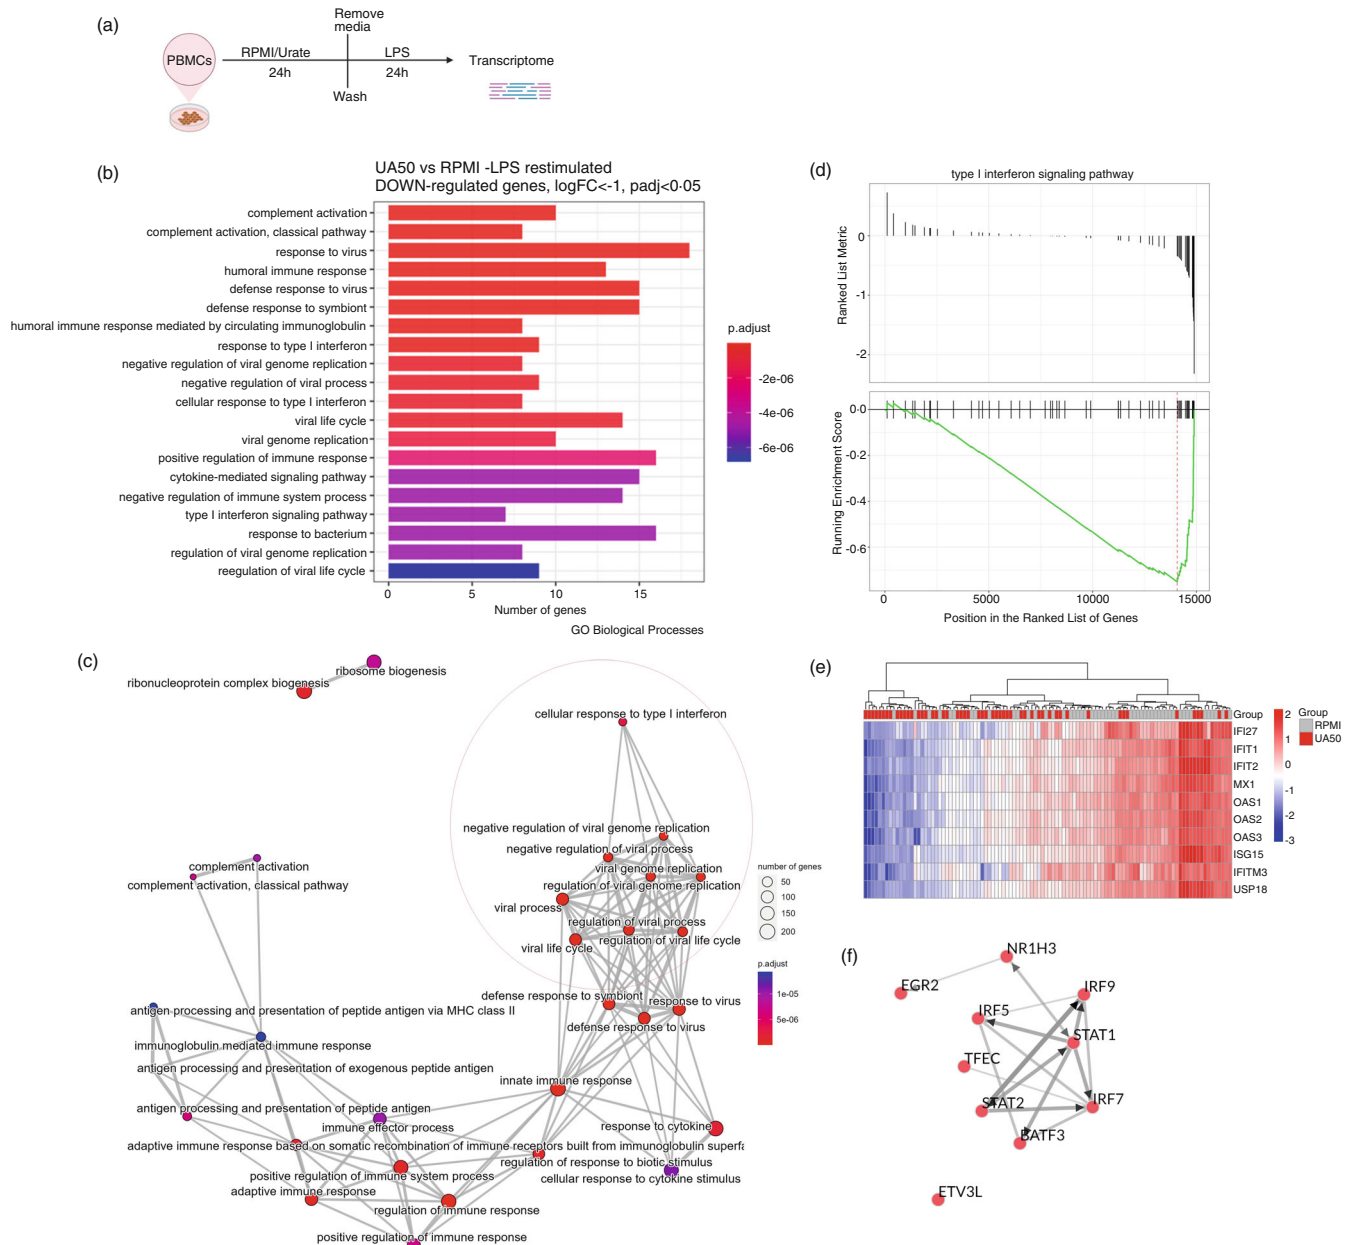 (a)
Remove
media
PBMCs
RPMI/Urate
LPS
24h
24h
Wash
Transcriptome
(b)
UA50 vs RPMI -LPS restimulated
DOWN-regulated genes, logFC<-1, padj<0·05
complement activation
complement activation, classical pathway
response to virus
humoral immune response
defense response to virus
defense response to symbiont
humoral immune response mediated by circulating immunoglobulin
response to type I interferon
negative regulation of viral genome replication
negative regulation of viral process
cellular response to type I interferon
viral life cycle
viral genome replication
positive regulation of immune response
cytokine-mediated signaling pathway
negative regulation of immune system process
type I interferon signaling pathway
response to bacterium
regulation of viral genome replication
reegulation of viral life cycle
0
5
10
15
Number of genes
GO Biological Processes
p.adjust
-2e-06
-4e-06
-6e-06
(d)
type I interferon signaling pathway
Ranked List Metric
0
-1
-2
Running Enrichment Score
0·0
-0.2
-0.4
-0.6
0
5000
10000
15000
Position in the Ranked List of Genes
(c)
ribosome biogenesis
ribonucleoprotein complex biogenesis
cellular response to type I interferon
negative regulation of viral genome replication
negative regulation of viral process
viral genome replication
regulation of viral genome replication
viral process
regulation of viral process
regulation of viral life cycle
viral life cycle
complement activation
complement activation, classical pathway
defense response to symbiont
response to virus
defense response to virus
antigen processing and presentation of peptide antigen via MHC class II
immunoglobulin mediated immune response
antigen processing and presentation of exogenous peptide antigen
innate immune response
antigen processing and presentation of peptide antigen
immune effector process
response to cytokine
adaptive immune response based on somatic recombination of immune receptors built from immunoglobulin superfa
regulation of response to biotic stimulus
positive regulation of immune system process
cellular response to cytokine stimulus
adaptive immune response
regulation of immune response
positive regulation of immune response
number of genes
50
100
150
200
p.adjust
1e-05
5e-06
(e)
Group
IFI27
IFIT1
IFIT2
MX1
OAS1
OAS2
OAS3
ISG15
IFITM3
USP18
2
1
0
-1
-2
-3
Group
RPMI
UA50
(f)
NR1H3
EGR2
IRF9
IRF5
STAT1
TFEC
STAT2
IRF7
BATF3
ETV3L